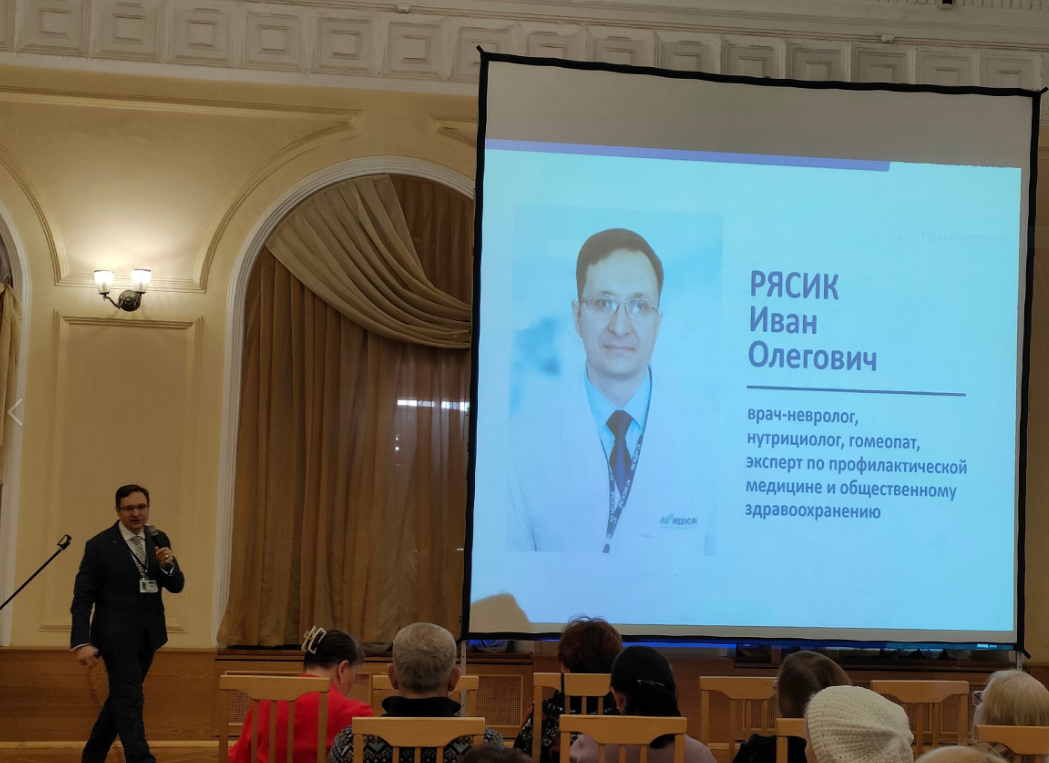 РЯСИК
Иван
Олегович
врач-невролог,
нутрициолог, гомеопат,
эксперт по профилактической
медицине и общественному
здравоохранению